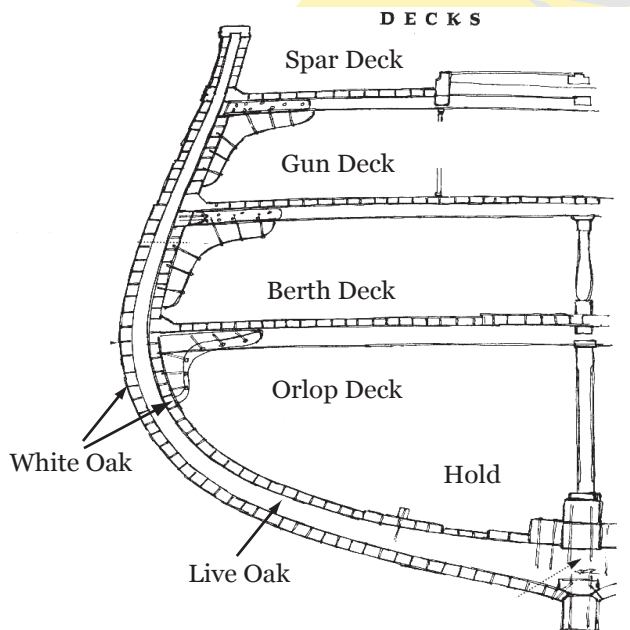 DECKS
Spar Deck
Gun Deck
Berth Deck
Orlop Deck
White Oak
Hold
Live Oak